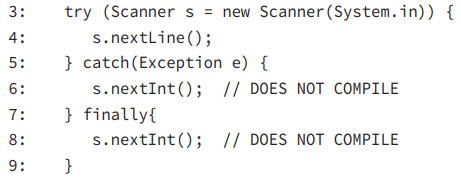 3:    try (Scanner s = new Scanner(System.in)) {
4:       s.nextLine();
5:    } catch(Exception e) {
6:       s.nextInt();  // DOES NOT COMPILE
7:    } finally{
8:       s.nextInt();  // DOES NOT COMPILE
9:    }